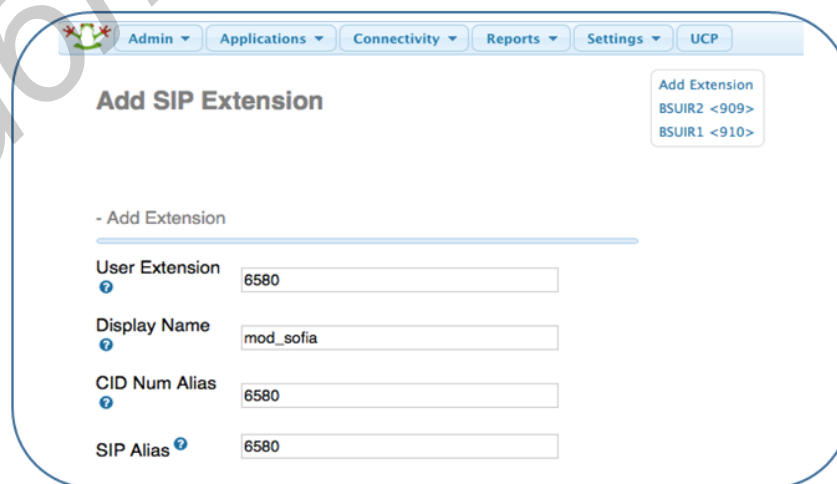 Admin Applications Connectivity Reports Settings UCP
Add SIP Extension
Add Extension
BSUIR2 <909>
BSUIR1 <910>
- Add Extension
User Extension
6580
Display Name
mod_sofia
CID Num Alias
6580
SIP Alias
6580